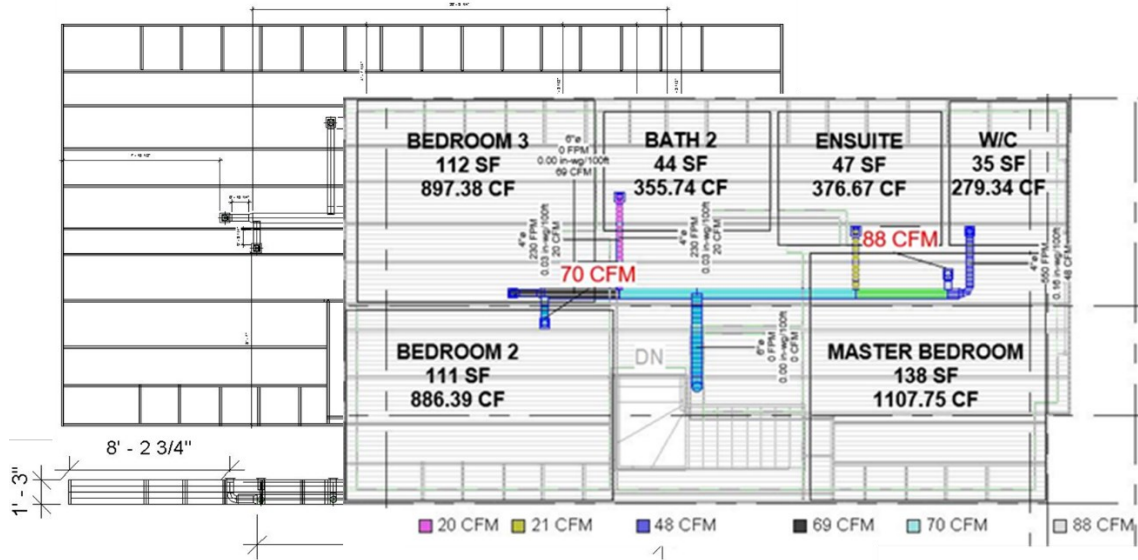 BEDROOM 3
112 SF
897.38 CF
6"ø
0 FPM
0.00 in-wg/100ft
69 CFM
BATH 2
44 SF
355.74 CF
ENSUITE
47 SF
376.67 CF
W/C
35 SF
279.34 CF
4"ø
230 FPM
0.03 in-wg/100ft
20 CFM
4"ø
230 FPM
0.03 in-wg/100ft
20 CFM
88 CFM
4"ø
550 FPM
0.16 in-wg/100ft
48 CFM
70 CFM
BEDROOM 2
111 SF
886.39 CF
DN
6"ø
0 FPM
0.00 in-wg/100ft
0 CFM
MASTER BEDROOM
138 SF
1107.75 CF
8' - 2 3/4"
1' - 3"
20 CFM
21 CFM
48 CFM
69 CFM
70 CFM
88 CFM